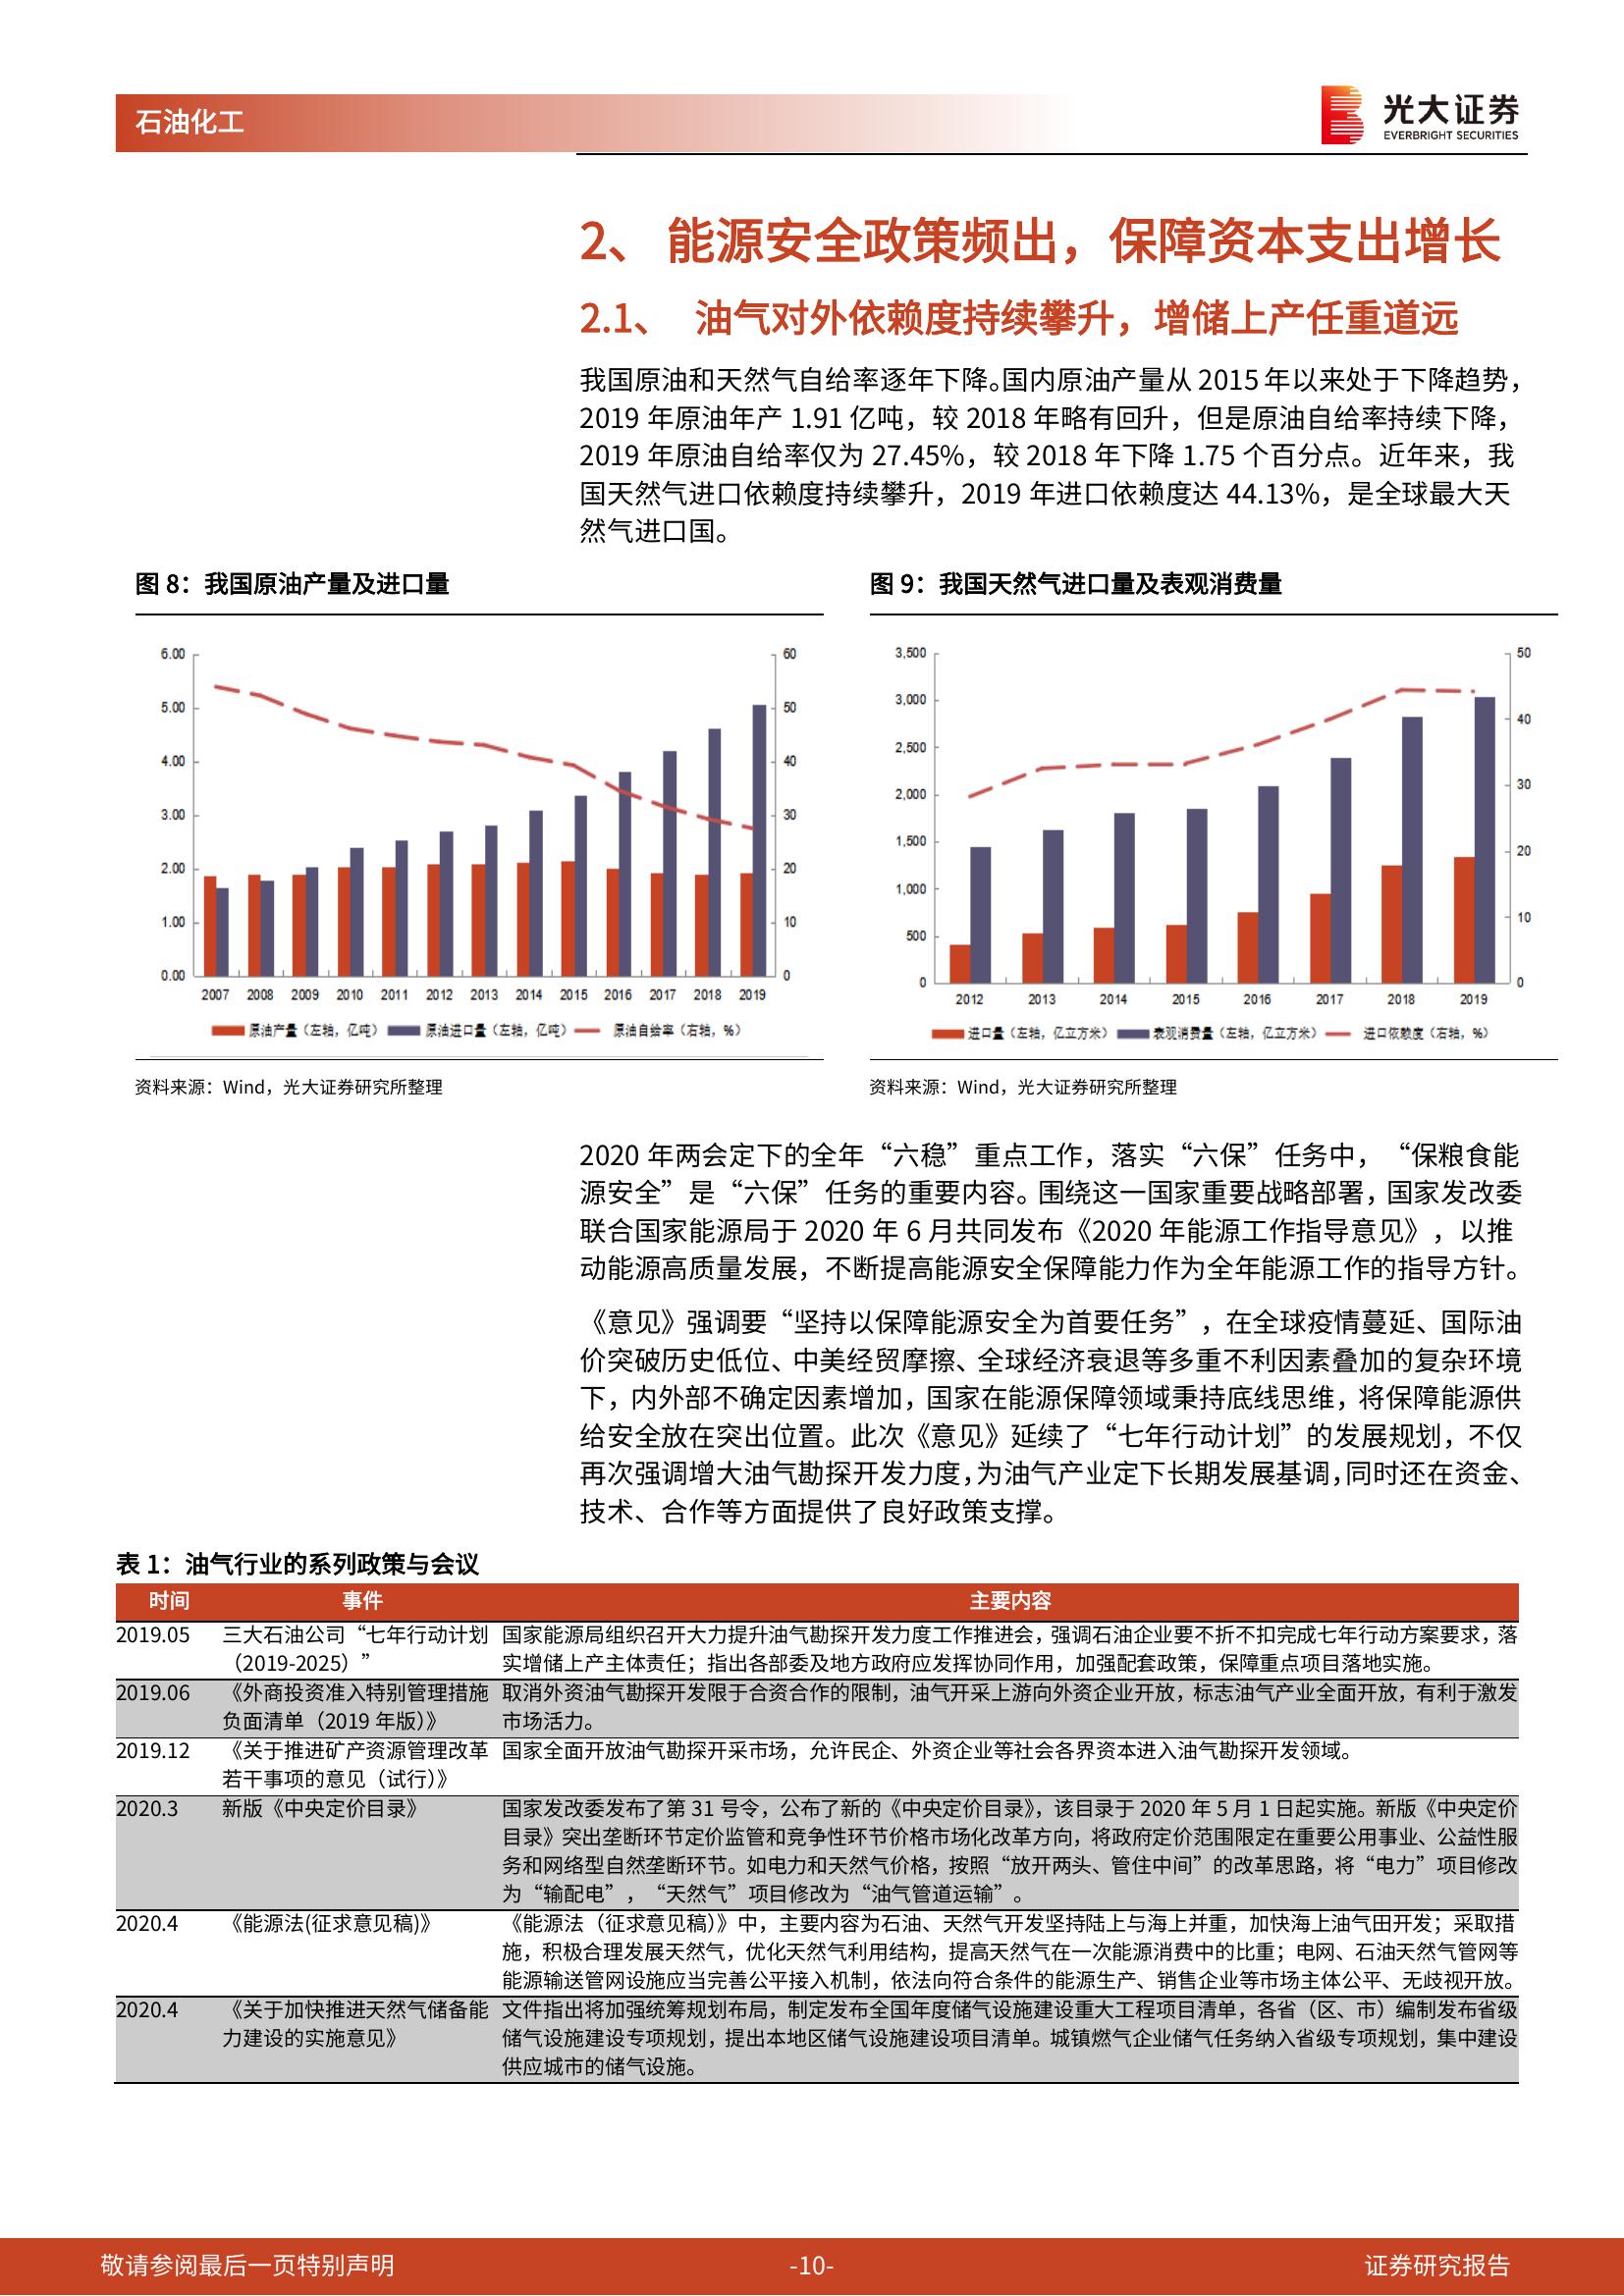 石油化工
光大证券
EVERBRIGHT SECURITIES
2、 能源安全政策频出，保障资本支出增长
2.1、 油气对外依赖度持续攀升，增储上产任重道远
我国原油和天然气自给率逐年下降。国内原油产量从 2015 年以来处于下降趋势，
2019 年原油年产 1.91 亿吨，较 2018 年略有回升，但是原油自给率持续下降，
2019 年原油自给率仅为 27.45%，较 2018 年下降 1.75 个百分点。近年来，我
国天然气进口依赖度持续攀升，2019 年进口依赖度达 44.13%，是全球最大天
然气进口国。
图 8：我国原油产量及进口量
6.00
5.00
4.00
3.00
2.00
1.00
0.00
60
50
40
30
20
10
0
2007 2008 2009 2010 2011 2012 2013 2014 2015 2016 2017 2018 2019
原油产量（左轴，亿吨） 原油进口量（左轴，亿吨） 原油自给率（右轴，%）
资料来源：Wind，光大证券研究所整理
图 9：我国天然气进口量及表观消费量
3,500
3,000
2,500
2,000
1,500
1,000
500
0
50
40
30
20
10
0
2012 2013 2014 2015 2016 2017 2018 2019
进口量（左轴，亿立方米） 表观消费量（左轴，亿立方米） 进口依赖度（右轴，%）
资料来源：Wind，光大证券研究所整理
2020 年两会定下的全年“六稳”重点工作，落实“六保”任务中，“保粮食能
源安全”是“六保”任务的重要内容。围绕这一国家重要战略部署，国家发改委
联合国家能源局于 2020 年 6 月共同发布《2020 年能源工作指导意见》，以推
动能源高质量发展，不断提高能源安全保障能力作为全年能源工作的指导方针。
《意见》强调要“坚持以保障能源安全为首要任务”，在全球疫情蔓延、国际油
价突破历史低位、中美经贸摩擦、全球经济衰退等多重不利因素叠加的复杂环境
下，内外部不确定因素增加，国家在能源保障领域秉持底线思维，将保障能源供
给安全放在突出位置。此次《意见》延续了“七年行动计划”的发展规划，不仅
再次强调增大油气勘探开发力度，为油气产业定下长期发展基调，同时还在资金、
技术、合作等方面提供了良好政策支撑。
表 1：油气行业的系列政策与会议
时间 事件 主要内容
2019.05 三大石油公司“七年行动计划 国家能源局组织召开大力提升油气勘探开发力度工作推进会，强调石油企业要不折不扣完成七年行动方案要求，落
（2019-2025）” 实增储上产主体责任；指出各部委及地方政府应发挥协同作用，加强配套政策，保障重点项目落地实施。
2019.06 《外商投资准入特别管理措施 取消外资油气勘探开发限于合资合作的限制，油气开采上游向外资企业开放，标志油气产业全面开放，有利于激发
负面清单（2019 年版）》 市场活力。
2019.12 《关于推进矿产资源管理改革 国家全面开放油气勘探开采市场，允许民企、外资企业等社会各界资本进入油气勘探开发领域。
若干事项的意见（试行）》
2020.3 新版《中央定价目录》 国家发改委发布了第 31 号令，公布了新的《中央定价目录》，该目录于 2020 年 5 月 1 日起实施。新版《中央定价
目录》突出垄断环节定价监管和竞争性环节价格市场化改革方向，将政府定价范围限定在重要公用事业、公益性服
务和网络型自然垄断环节。如电力和天然气价格，按照“放开两头、管住中间”的改革思路，将“电力”项目修改
为“输配电”，“天然气”项目修改为“油气管道运输”。
2020.4 《能源法(征求意见稿)》 《能源法（征求意见稿）》中，主要内容为石油、天然气开发坚持陆上与海上并重，加快海上油气田开发；采取措
施，积极合理发展天然气，优化天然气利用结构，提高天然气在一次能源消费中的比重；电网、石油天然气管网等
能源输送管网设施应当完善公平接入机制，依法向符合条件的能源生产、销售企业等市场主体公平、无歧视开放。
2020.4 《关于加快推进天然气储备能 文件指出将加强统筹规划布局，制定发布全国年度储气设施建设重大工程项目清单，各省（区、市）编制发布省级
力建设的实施意见》 储气设施建设专项规划，提出本地区储气设施建设项目清单。城镇燃气企业储气任务纳入省级专项规划，集中建设
供应城市的储气设施。
敬请参阅最后一页特别声明 -10- 证券研究报告